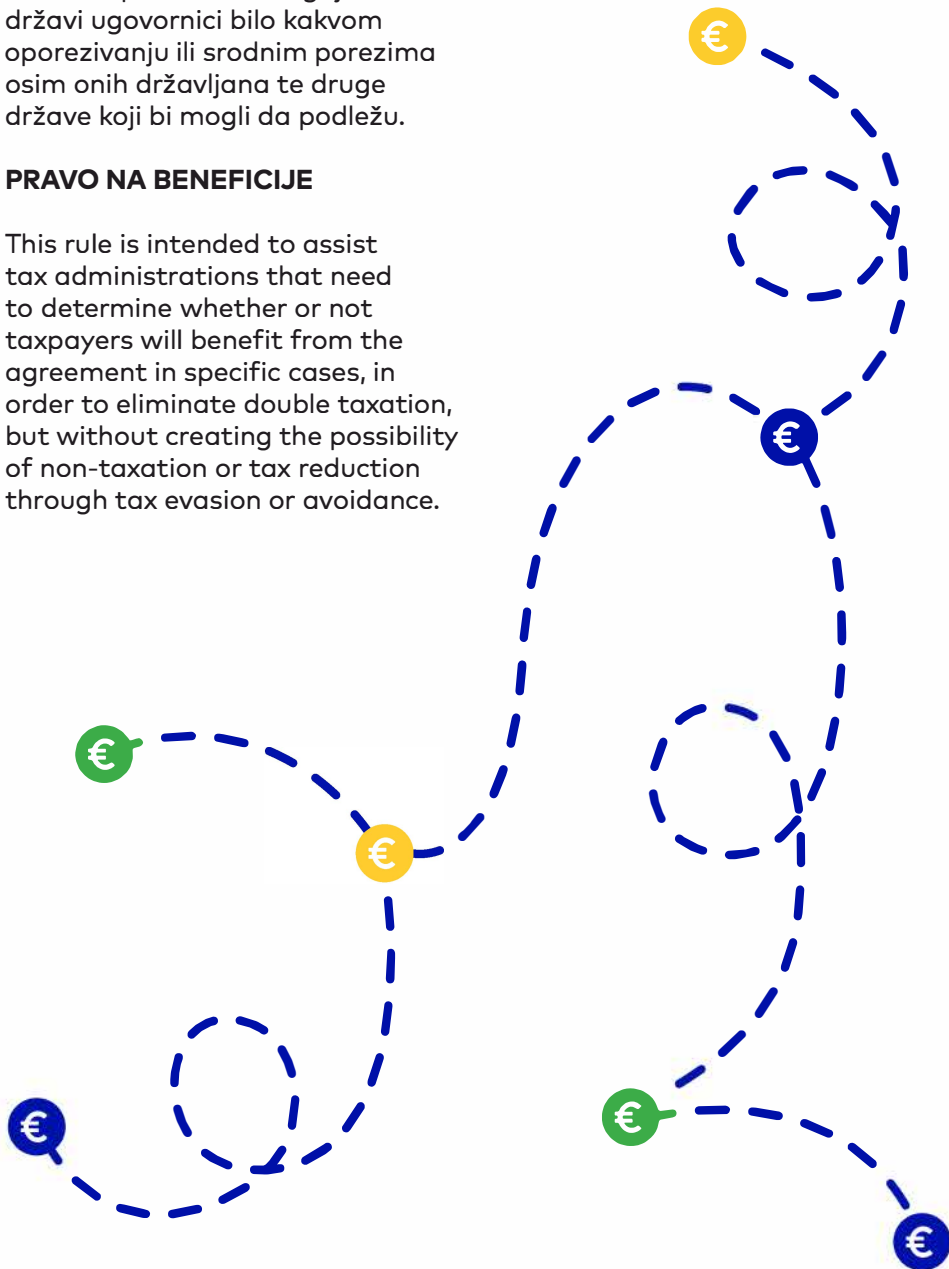 državi ugovornici bilo kakvom
oporezivanju ili srodnim porezima
osim onih državljana te druge
države koji bi mogli da podležu.
PRAVO NA BENEFICIJE
This rule is intended to assist
tax administrations that need
to determine whether or not
taxpayers will benefit from the
agreement in specific cases, in
order to eliminate double taxation,
but without creating the possibility
of non-taxation or tax reduction
through tax evasion or avoidance.
€
€
€
€
€
€
€